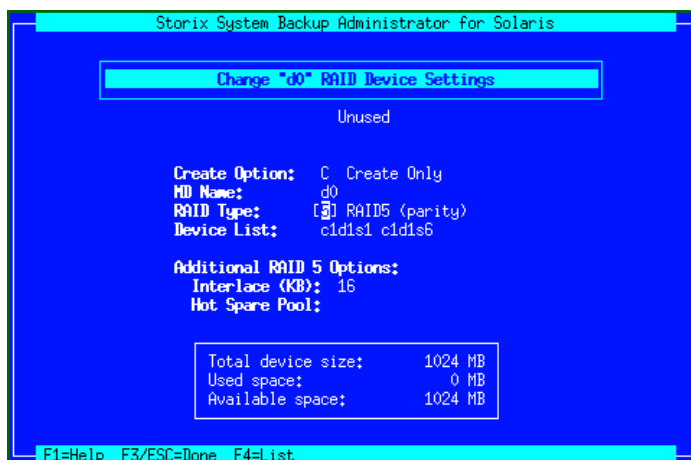 Storix System Backup Administrator for Solaris
Change "d0" RAID Device Settings
Unused
Create Option: C Create Only
MD Name: d0
RAID Type: [5] RAID5 (parity)
Device List: c1d1s1 c1d1s6
Additional RAID 5 Options:
Interlace (KB): 16
Hot Spare Pool:
Total device size: 1024 MB
Used space: 0 MB
Available space: 1024 MB
F1=Help F3/ESC=Done F4=List